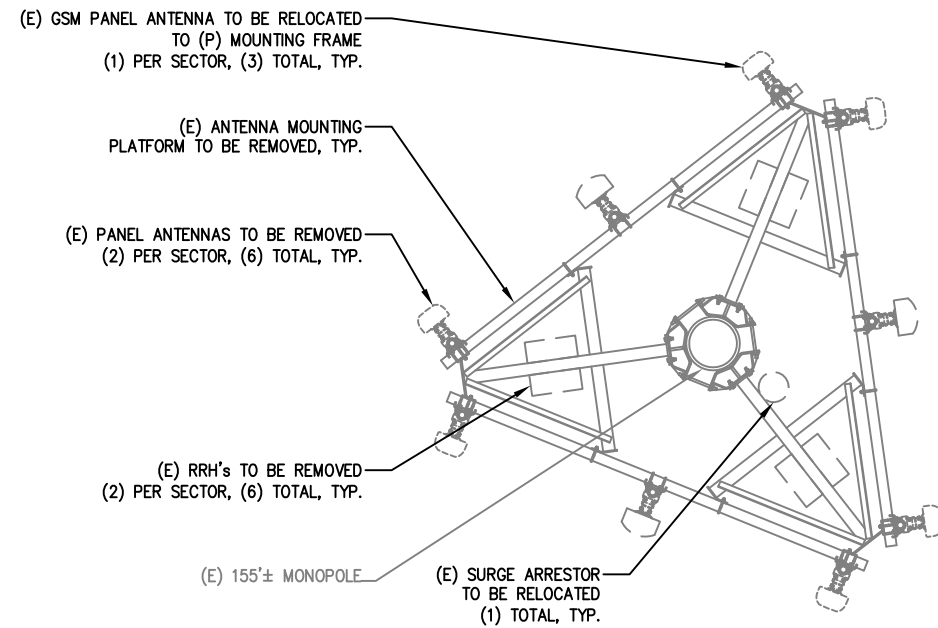 (E) GSM PANEL ANTENNA TO BE RELOCATED
TO (P) MOUNTING FRAME
(1) PER SECTOR, (3) TOTAL, TYP.
(E) ANTENNA MOUNTING
PLATFORM TO BE REMOVED, TYP.
(E) PANEL ANTENNAS TO BE REMOVED
(2) PER SECTOR, (6) TOTAL, TYP.
(E) RRH's TO BE REMOVED
(2) PER SECTOR, (6) TOTAL, TYP.
(E) 155'± MONOPOLE
(E) SURGE ARRESTOR
TO BE RELOCATED
(1) TOTAL, TYP.